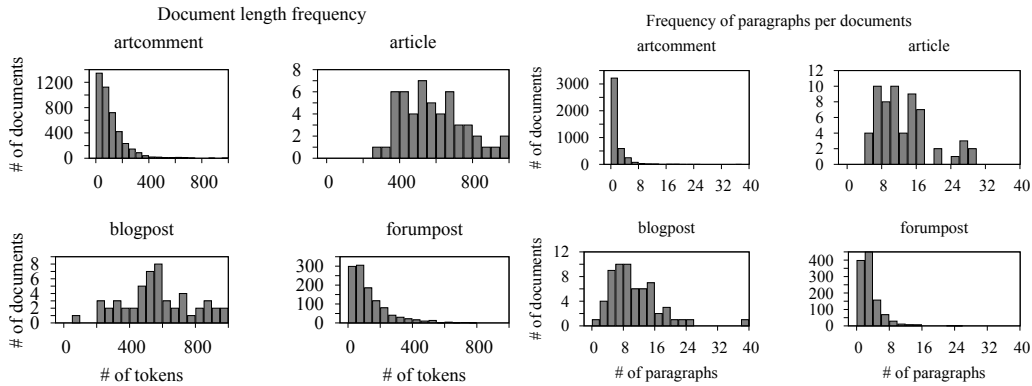 Document length frequency
artcomment
article
# of documents
1200
800
400
0
0 400 800
8
6
4
2
0
0 400 800
blogpost
forumpost
# of documents
8
6
4
2
0
0 400 800
300
200
100
0
0 400 800
# of tokens
# of tokens
Frequency of paragraphs per documents
artcomment
article
# of documents
3000
2000
1000
0
0 8 16 24 32 40
12
10
8
6
4
2
0
0 8 16 24 32 40
blogpost
forumpost
# of documents
12
8
4
0
0 8 16 24 32 40
400
300
200
100
0
0 8 16 24 32 40
# of paragraphs
# of paragraphs